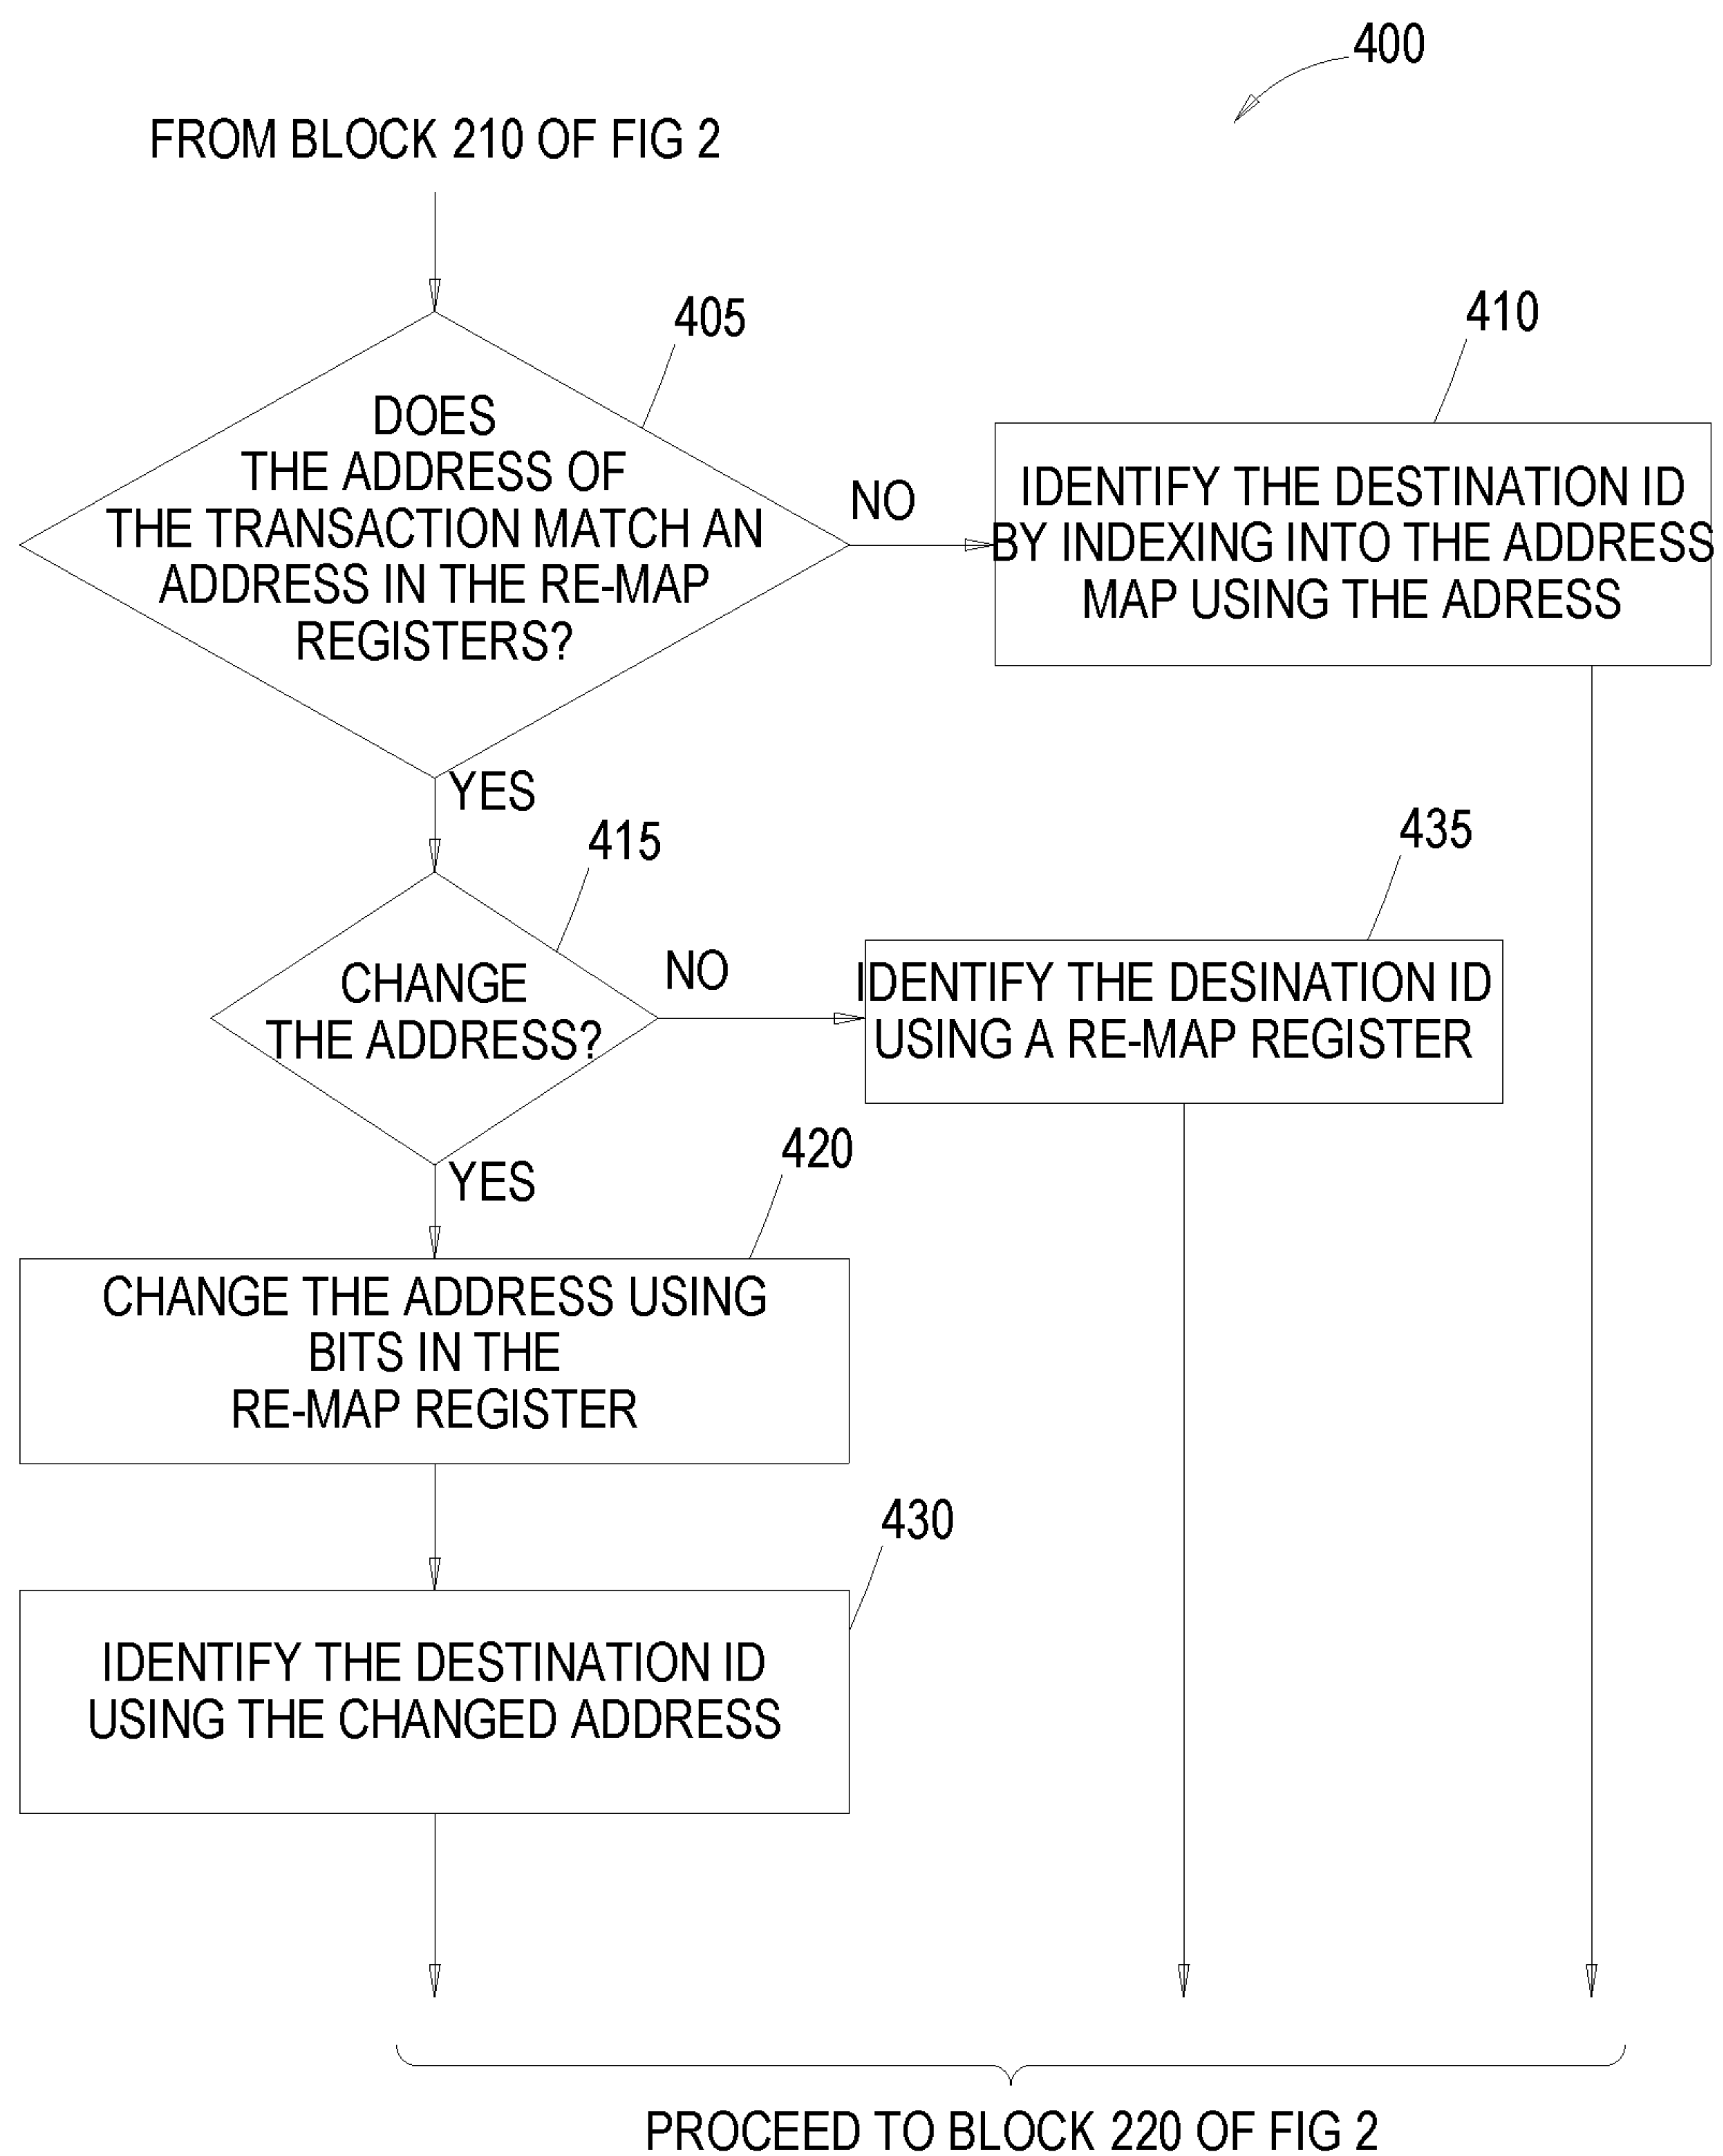 400
FROM BLOCK 210 OF FIG 2
405
DOES
THE ADDRESS OF
THE TRANSACTION MATCH AN
ADDRESS IN THE RE-MAP
REGISTERS?
NO
410
IDENTIFY THE DESTINATION ID
BY INDEXING INTO THE ADDRESS
MAP USING THE ADRESS
YES
415
CHANGE
THE ADDRESS?
NO
435
IDENTIFY THE DESINATION ID
USING A RE-MAP REGISTER
YES
420
CHANGE THE ADDRESS USING
BITS IN THE
RE-MAP REGISTER
430
IDENTIFY THE DESTINATION ID
USING THE CHANGED ADDRESS
PROCEED TO BLOCK 220 OF FIG 2